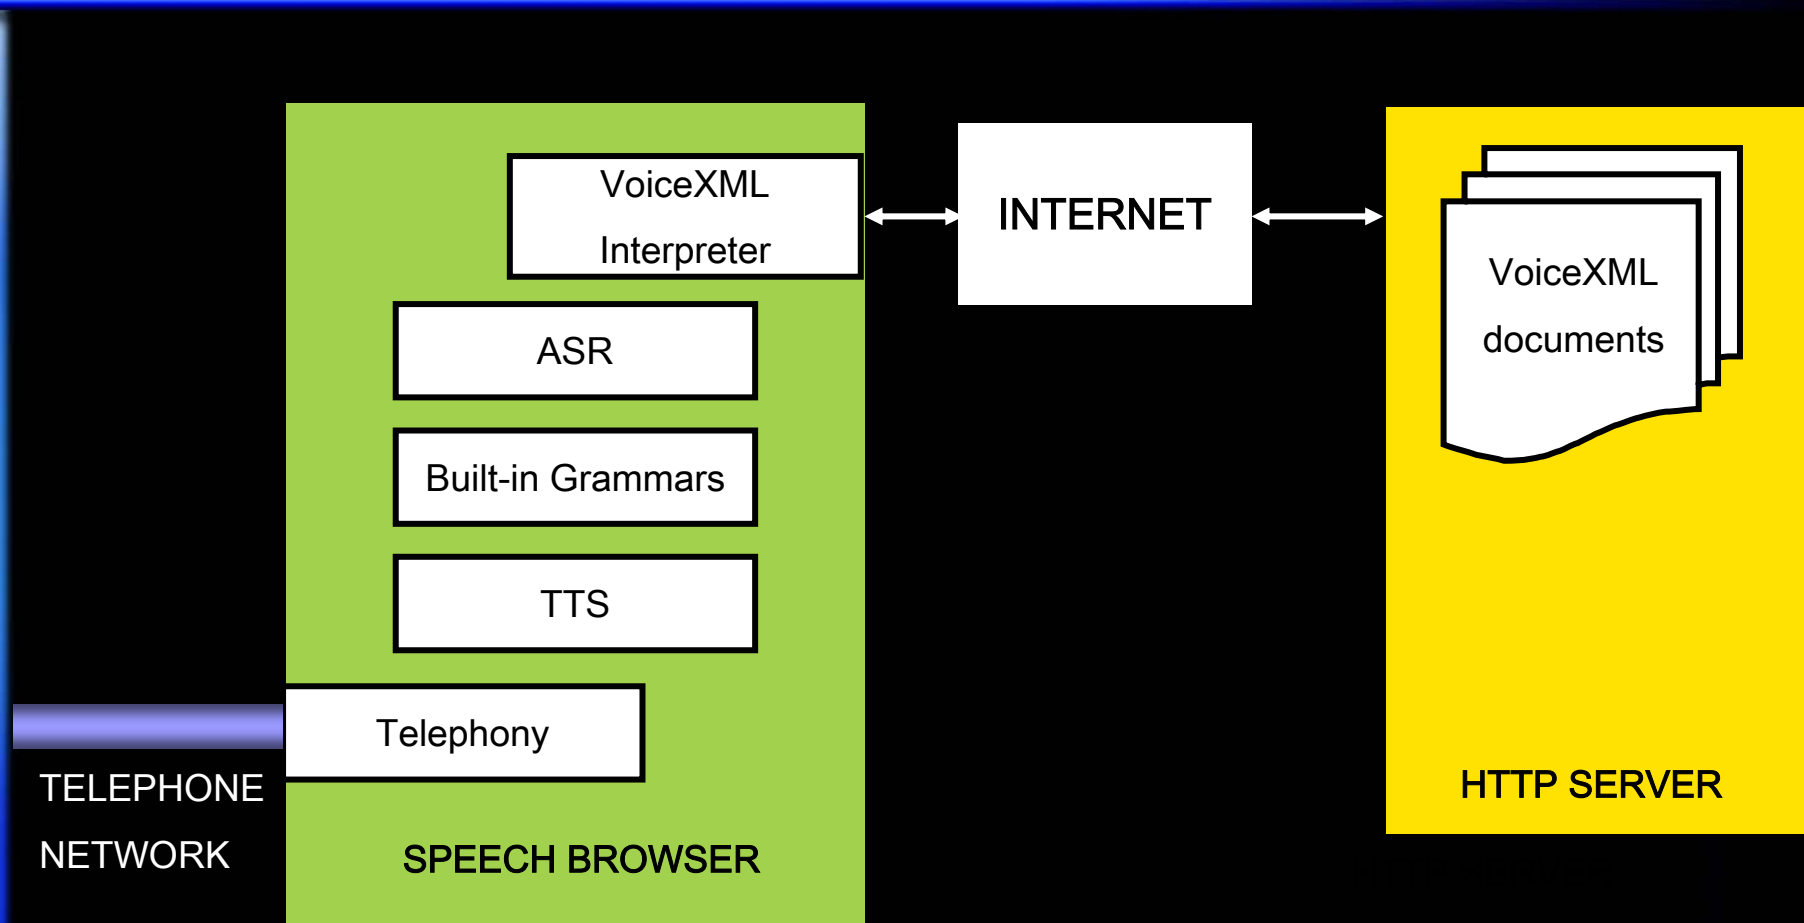 VoiceXML
Interpreter
ASR
Built-in Grammars
TTS
Telephony
TELEPHONE
NETWORK
SPEECH BROWSER
INTERNET
VoiceXML
documents
HTTP SERVER